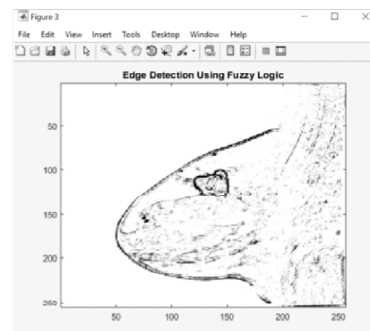 Figure 3
File Edit View Insert Tools Desktop Window Help
Edge Detection Using Fuzzy Logic
50
100
150
200
250
50 100 150 200 250